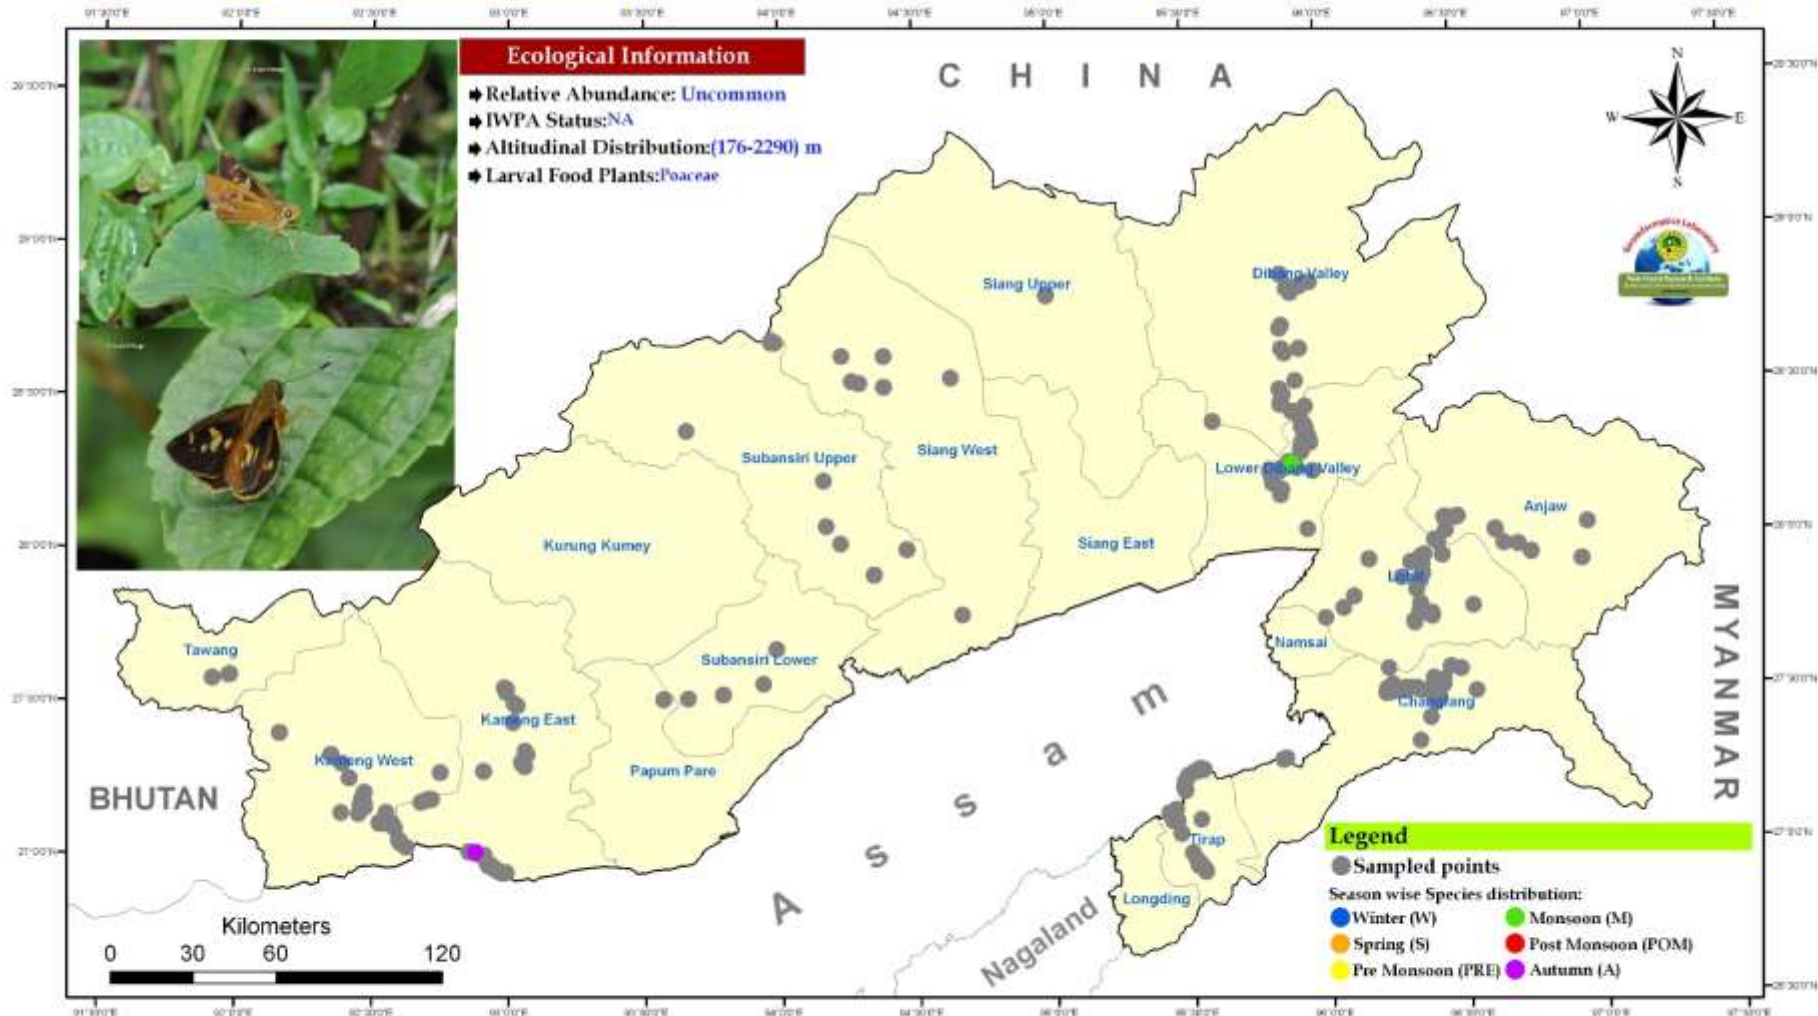 Ecological Information
Relative Abundance: Uncommon
IWPA Status:NA
Altitudinal Distribution:(176-2290) m
Larval Food Plants:Poaceae
C H I N A
N
W E
S
Siang Upper
Dibang Valley
Subansiri Upper
Siang West
Lower Dibang Valley
Anjaw
Kurung Kumey
Siang East
Lohit
Tawang
Subansiri Lower
Namsai
Kameng East
Changlang
Kameng West
Papum Pare
BHUTAN
MYANMAR
Assam
Tirap
Longding
Nagaland
Kilometers
0 30 60 120
Legend
Sampled points
Season wise Species distribution:
Winter (W) Monsoon (M)
Spring (S) Post Monsoon (POM)
Pre Monsoon (PRE) Autumn (A)